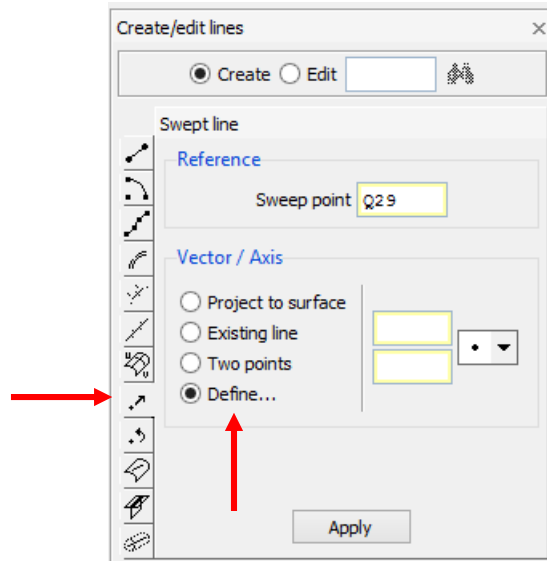 Create/edit lines
Create Edit
Swept line
Reference
Sweep point Q29
Vector / Axis
Project to surface
Existing line
Two points
Define...
Apply